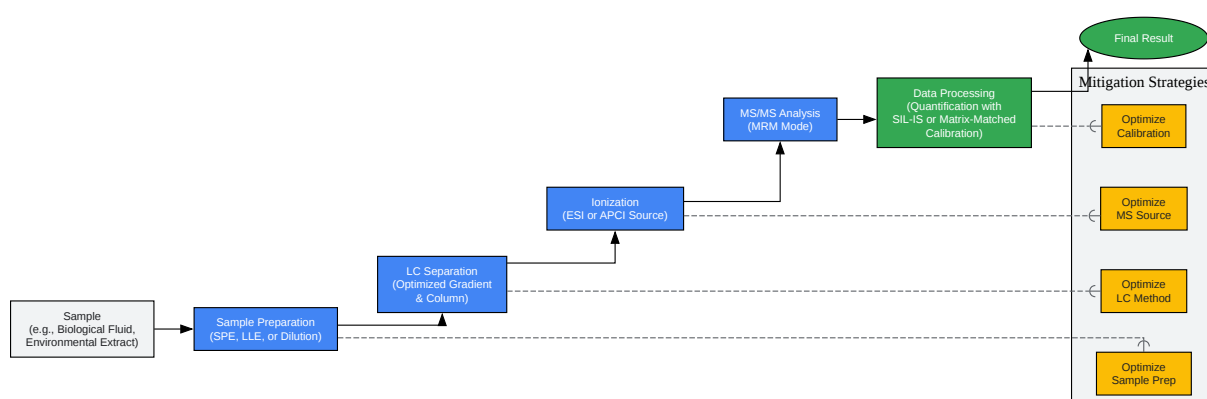 Final Result
Mitigation Strategies
Data Processing
(Quantification with
SIL-IS or Matrix-Matched
Calibration)
MS/MS Analysis
(MRM Mode)
Optimize
Calibration
Ionization
(ESI or APCI Source)
Optimize
MS Source
LC Separation
(Optimized Gradient
& Column)
Optimize
LC Method
Sample
(e.g., Biological Fluid,
Environmental Extract)
Sample Preparation
(SPE, LLE, or Dilution)
Optimize
Sample Prep